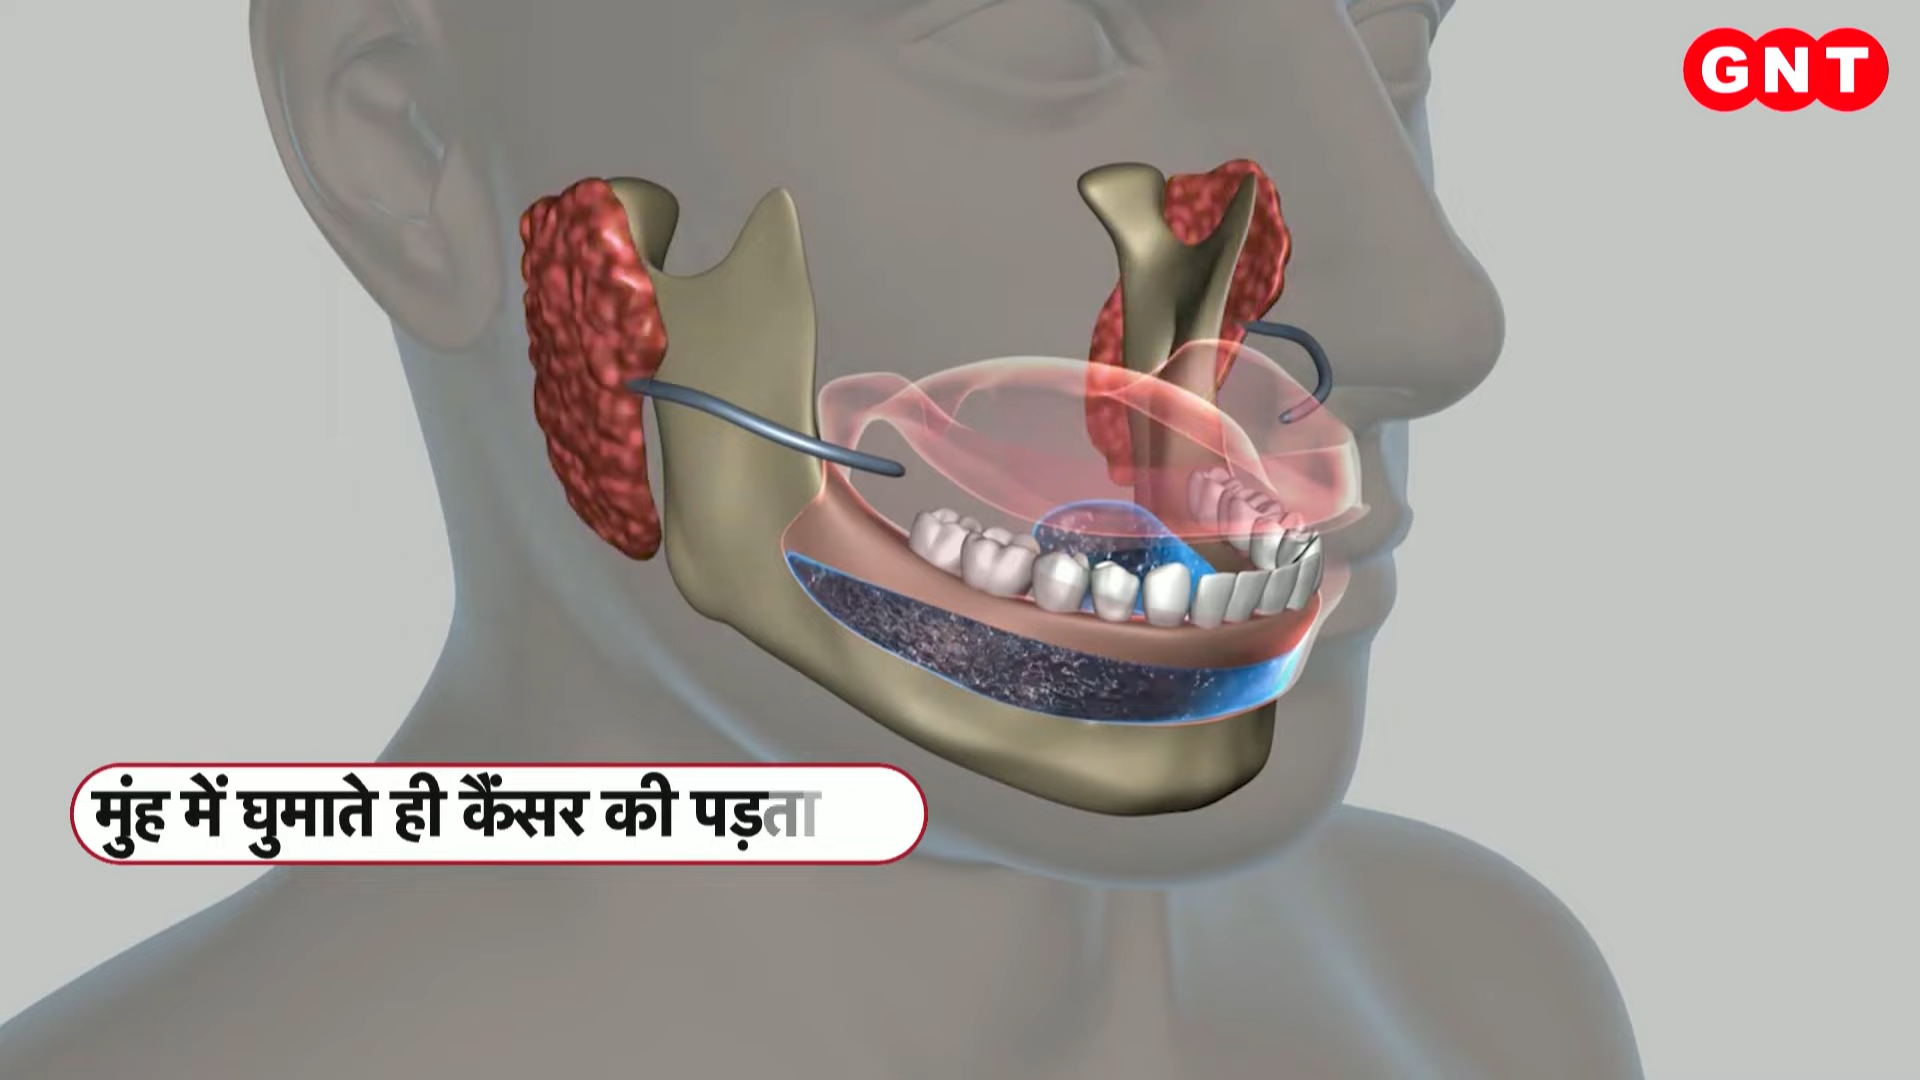 GNT
मुंह में घुमाते ही कैंसर की पड़ता